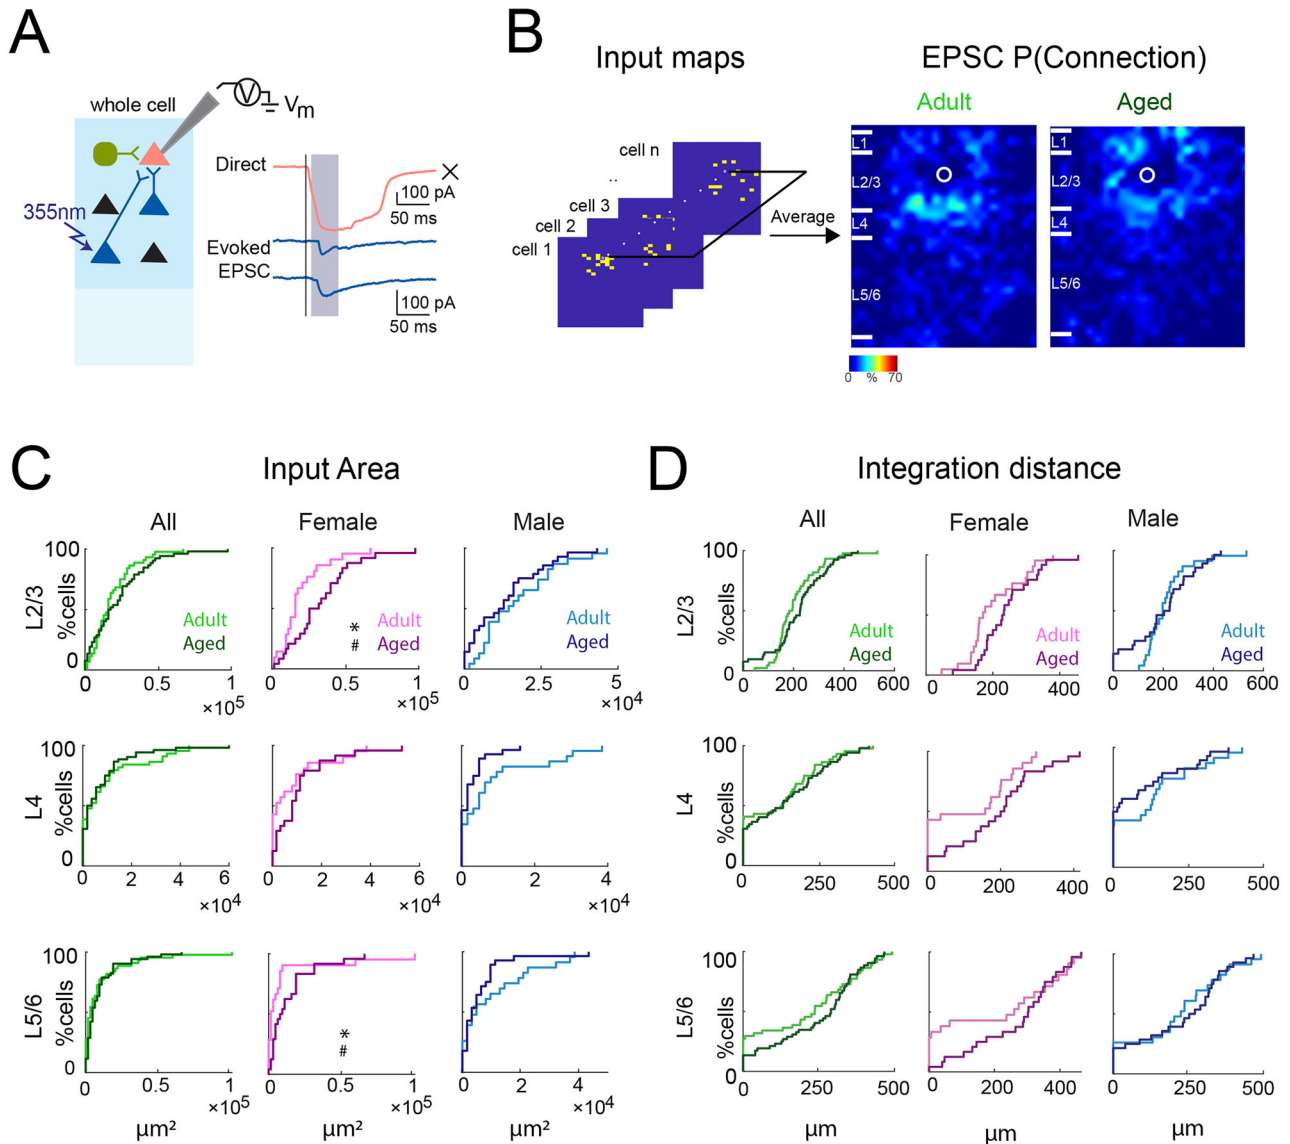 A
whole cell
V
Vm
355nm
Direct
100 pA
50 ms
Evoked
EPSC
100 pA
50 ms
B
Input maps
cell n
..
cell 3
cell 2
cell 1
Average
EPSC P(Connection)
Adult
Aged
L1
L2/3
L4
L5/6
L1
L2/3
L4
L5/6
0 % 70
C
Input Area
All
Female
Male
L2/3
%cells
100
0
Adult
Aged
0 0.5 1
×10⁵
*
#
Adult
Aged
0 0.5 1
×10⁵
Adult
Aged
0 2.5 5
×10⁴
L4
%cells
100
0
0 2 4 6
×10⁴
0 2 4 6
×10⁴
0 2 4
×10⁴
L5/6
%cells
100
0
0 0.5 1
×10⁵
*
#
0 0.5 1
×10⁵
0 2 4
×10⁴
μm²
μm²
μm²
D
Integration distance
All
Female
Male
L2/3
%cells
100
0
Adult
Aged
0 200 400 600
Adult
Aged
0 200 400
Adult
Aged
0 200 400 600
L4
%cells
100
0
0 250 500
0 200 400
0 250 500
L5/6
%cells
100
0
0 250 500
0 200 400
0 250 500
μm
μm
μm